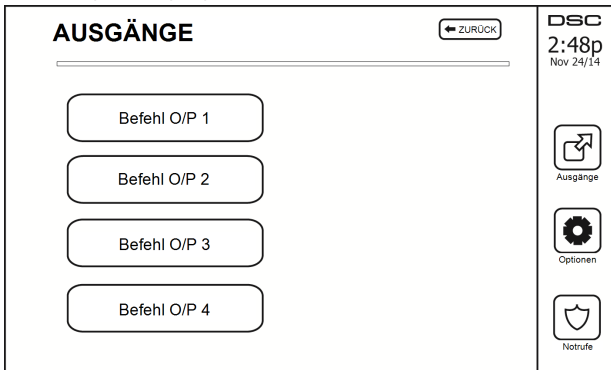 AUSGÄNGE
ZURÜCK
DSC
2:48p
Nov 24/14
Befehl O/P 1
Befehl O/P 2
Befehl O/P 3
Befehl O/P 4
Ausgänge
Optionen
Notrufe